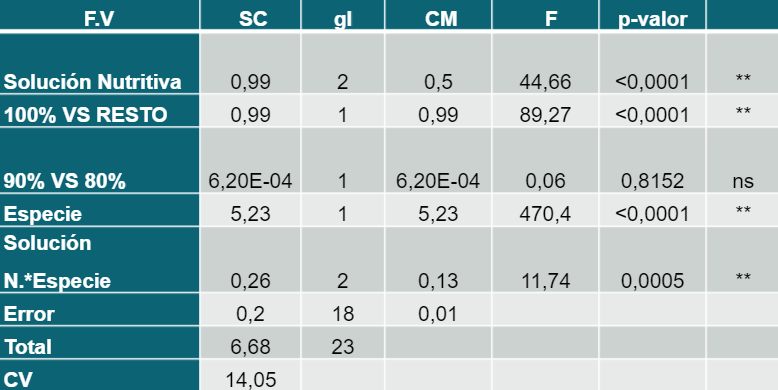 F.V SC gl CM F p-valor
Solución Nutritiva 0,99 2 0,5 44,66 <0,0001 **
100% VS RESTO 0,99 1 0,99 89,27 <0,0001 **
90% VS 80% 6,20E-04 1 6,20E-04 0,06 0,8152 ns
Especie 5,23 1 5,23 470,4 <0,0001 **
Solución
N.*Especie 0,26 2 0,13 11,74 0,0005 **
Error 0,2 18 0,01
Total 6,68 23
CV 14,05